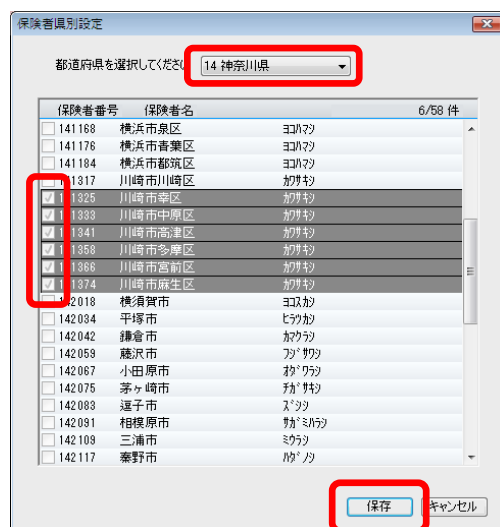 保険者県別設定
都道府県を選択してくださ 14 神奈川県
保険者番号 保険者名 6/58 件
141168 横浜市泉区 ﾖｺﾊﾏｼ
141176 横浜市青葉区 ﾖｺﾊﾏｼ
141184 横浜市都筑区 ﾖｺﾊﾏｼ
1317 川崎市川崎区 ｶﾜｻｷｼ
1325 川崎市幸区 ｶﾜｻｷｼ
1333 川崎市中原区 ｶﾜｻｷｼ
1341 川崎市高津区 ｶﾜｻｷｼ
1358 川崎市多摩区 ｶﾜｻｷｼ
1366 川崎市宮前区 ｶﾜｻｷｼ
1374 川崎市麻生区 ｶﾜｻｷｼ
142018 横須賀市 ﾖｺｽｶｼ
142034 平塚市 ﾋﾗﾂｶｼ
142042 鎌倉市 ｶﾏｸﾗｼ
142059 藤沢市 ﾌｼﾞｻﾜｼ
142067 小田原市 ｵﾀﾞﾜﾗｼ
142075 茅ヶ崎市 ﾁｶﾞｻｷｼ
142083 逗子市 ｽﾞｼｼ
142091 相模原市 ｻｶﾞﾐﾊﾗｼ
142109 三浦市 ﾐｳﾗｼ
142117 秦野市 ﾊﾀﾞﾉｼ
保存 キャンセル